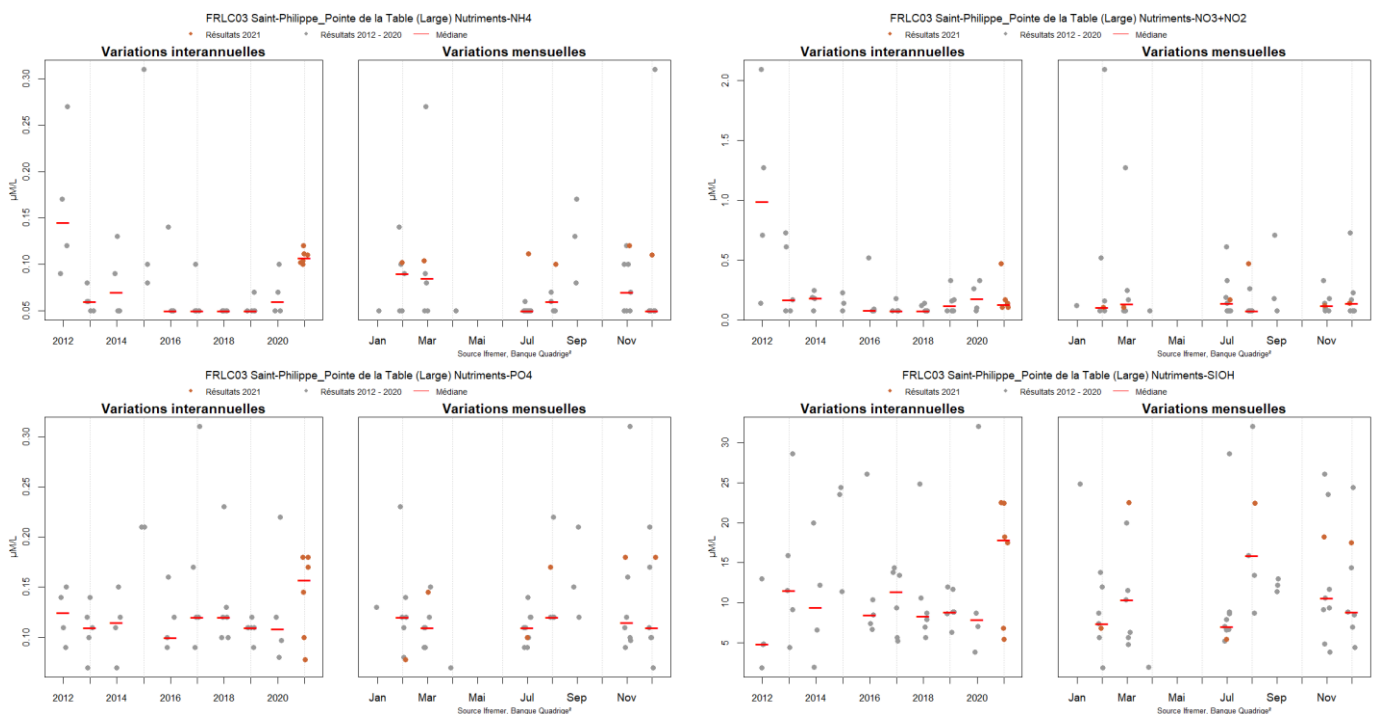 FRLC03 Saint-Philippe_Pointe de la Table (Large) Nutriments-NH4
Résultats 2021 Résultats 2012 - 2020 Médiane
Variations interannuelles Variations mensuelles
µM/L
0.30
0.25
0.20
0.15
0.10
0.05
2012 2014 2016 2018 2020 Jan Mar Mai Jul Sep Nov
Source Ifremer, Banque Quadrige²
FRLC03 Saint-Philippe_Pointe de la Table (Large) Nutriments-NO3+NO2
Résultats 2021 Résultats 2012 - 2020 Médiane
Variations interannuelles Variations mensuelles
µM/L
2.0
1.5
1.0
0.5
0.0
2012 2014 2016 2018 2020 Jan Mar Mai Jul Sep Nov
Source Ifremer, Banque Quadrige²
FRLC03 Saint-Philippe_Pointe de la Table (Large) Nutriments-PO4
Résultats 2021 Résultats 2012 - 2020 Médiane
Variations interannuelles Variations mensuelles
µM/L
0.30
0.25
0.20
0.15
0.10
2012 2014 2016 2018 2020 Jan Mar Mai Jul Sep Nov
Source Ifremer, Banque Quadrige²
FRLC03 Saint-Philippe_Pointe de la Table (Large) Nutriments-SIOH
Résultats 2021 Résultats 2012 - 2020 Médiane
Variations interannuelles Variations mensuelles
µM/L
30
25
20
15
10
5
2012 2014 2016 2018 2020 Jan Mar Mai Jul Sep Nov
Source Ifremer, Banque Quadrige²